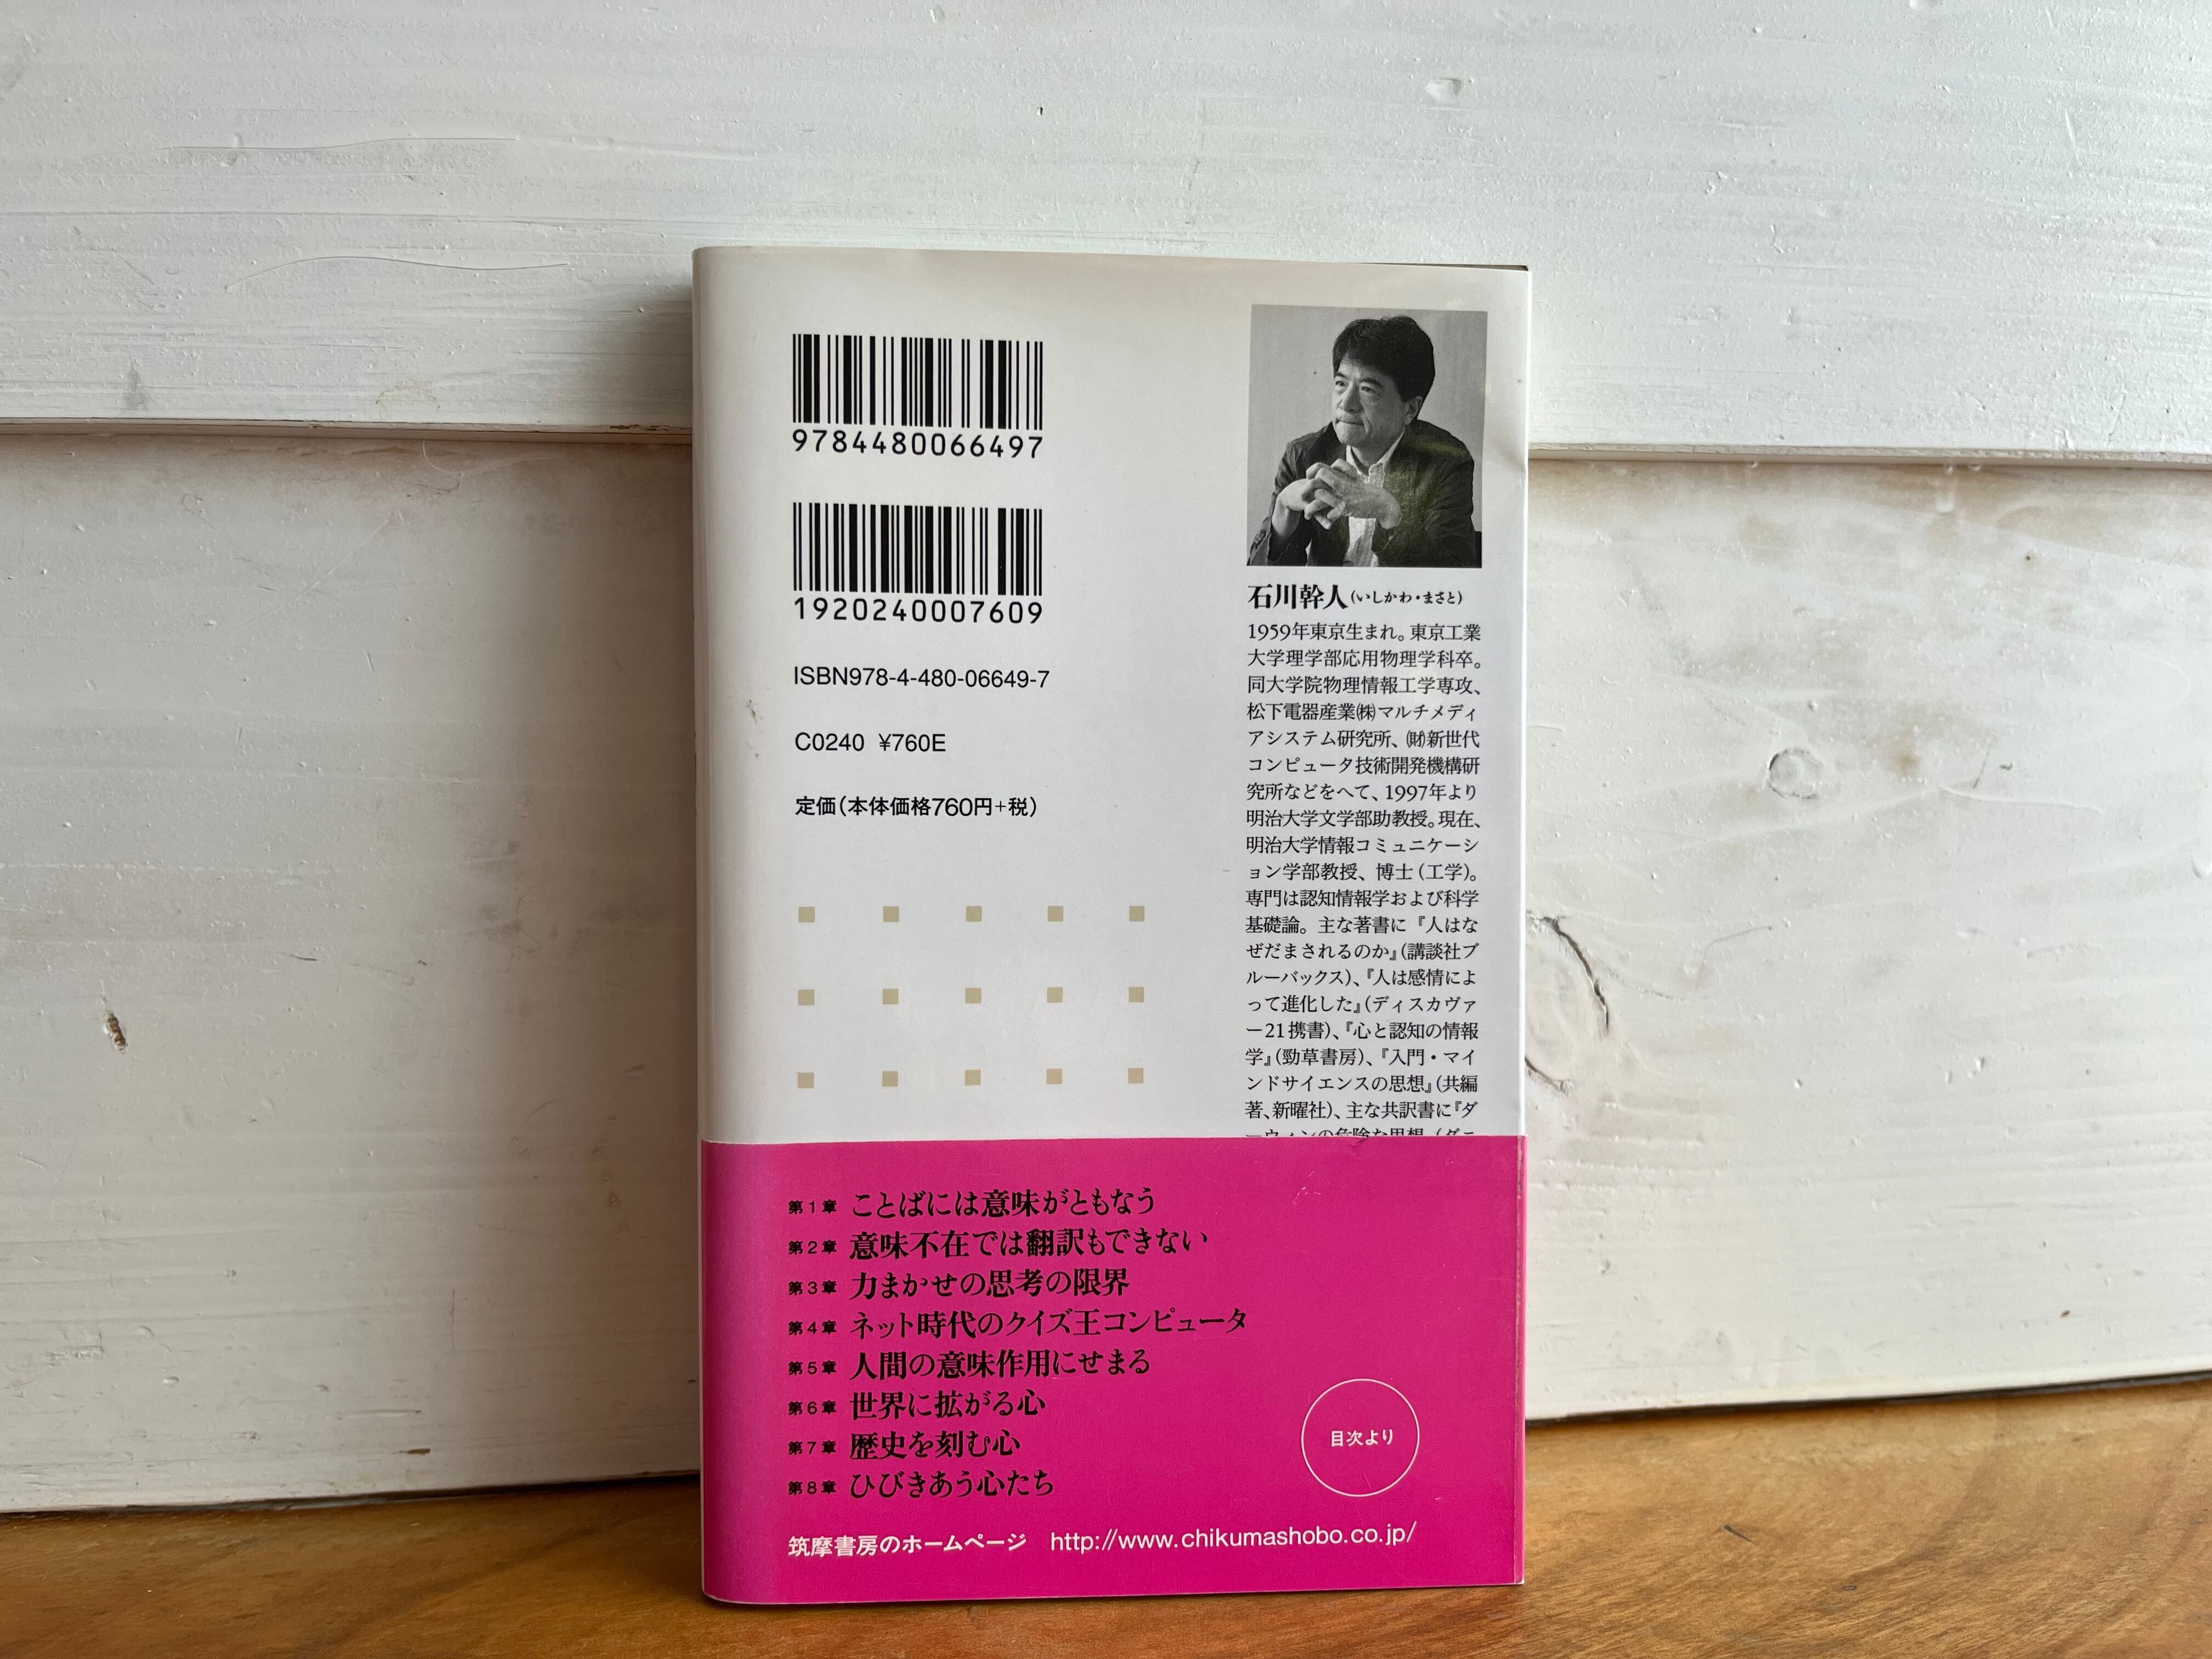 9784480066497
1920240007609
ISBN978-4-480-06649-7
C0240 ¥760E
定価(本体価格760円+税)
石川幹人(いしかわ・まさと)
1959年東京生まれ。東京工業
大学理学部応用物理学科卒。
同大学院物理情報工学専攻、
松下電器産業㈱マルチメディ
アシステム研究所、㈶新世代
コンピュータ技術開発機構研
究所などをへて、1997年より
明治大学文学部助教授。現在、
明治大学情報コミュニケーシ
ョン学部教授、博士(工学)。
専門は認知情報学および科学
基礎論。主な著書に『人はな
ぜだまされるのか』(講談社ブ
ルーバックス)、『人は感情によ
って進化した』(ディスカヴァ
ー21携書)、『心と認知の情報
学』(勁草書房)、『入門・マイ
ンドサイエンスの思想』(共編
著、新曜社)、主な共訳書に『ダ
ーウィンの危険な思想』(ダニ
第1章 ことばには意味がともなう
第2章 意味不在では翻訳もできない
第3章 力まかせの思考の限界
第4章 ネット時代のクイズ王コンピュータ
第5章 人間の意味作用にせまる
第6章 世界に拡がる心
第7章 歴史を刻む心
第8章 ひびきあう心たち
目次より
筑摩書房のホームページ http://www.chikumashobo.co.jp/